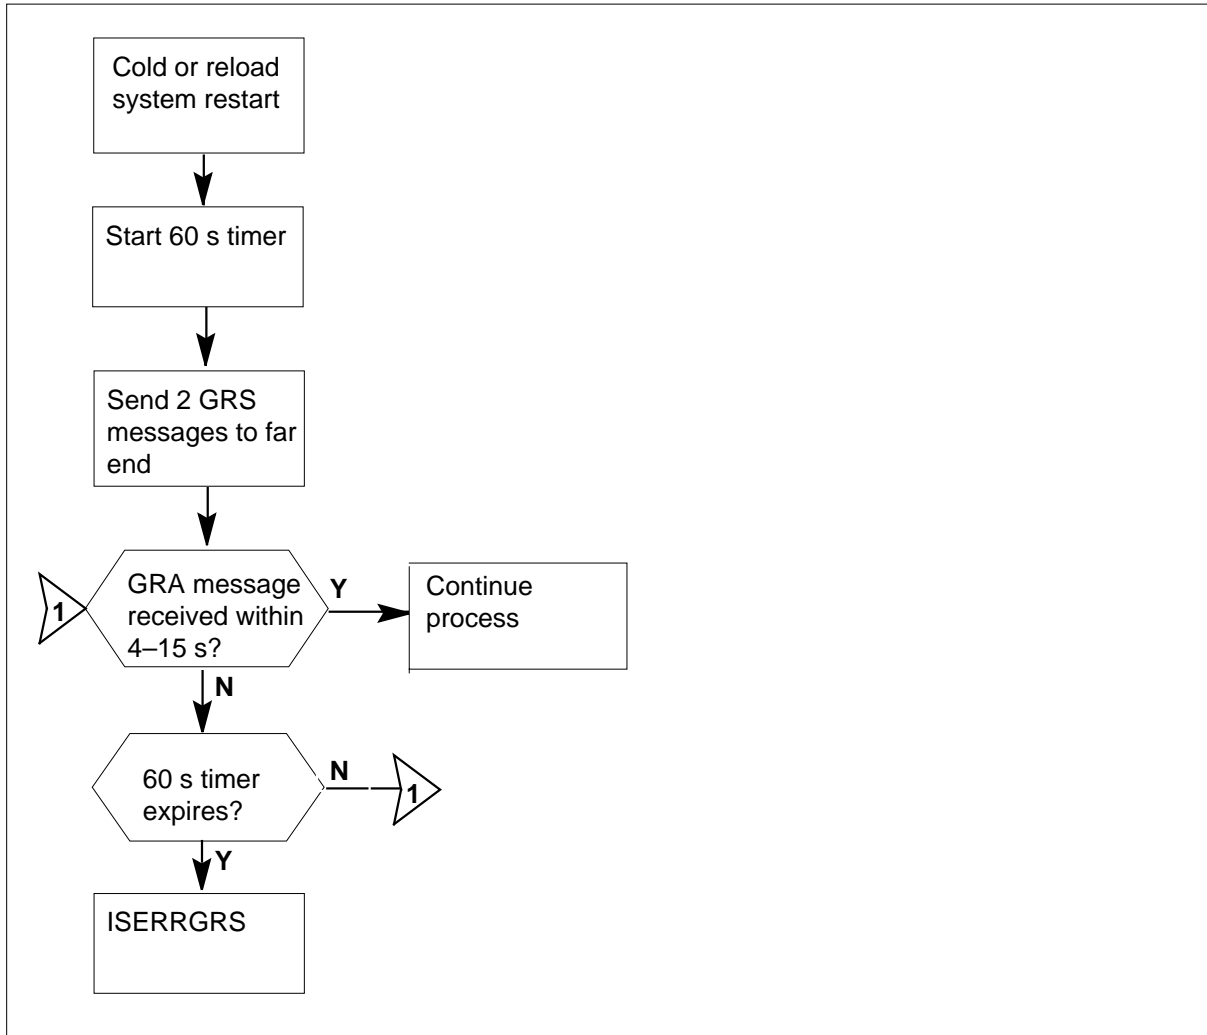 Cold or reload
system restart
Start 60 s timer
Send 2 GRS
messages to far
end
1
GRA message
received within
4–15 s?
Y
Continue
process
N
60 s timer
expires?
N
1
Y
ISERRGRS